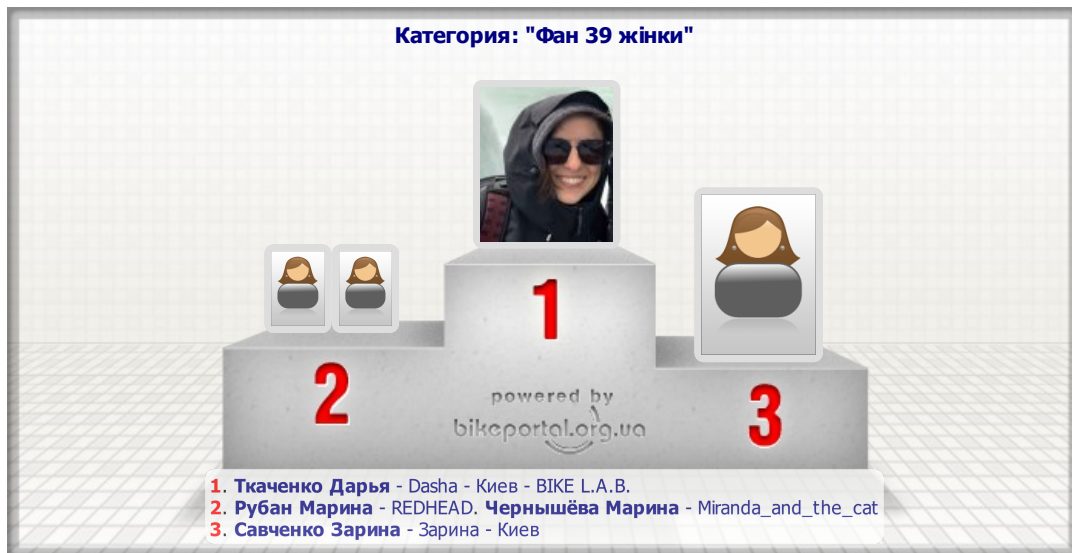 Категория: "Фан 39 жінки"
1
2
3
powered by
bikeportal.org.ua
1. Ткаченко Дарья - Dasha - Киев - BIKE L.A.B.
2. Рубан Марина - REDHEAD. Чернышёва Марина - Miranda_and_the_cat
3. Савченко Зарина - Зарина - Киев